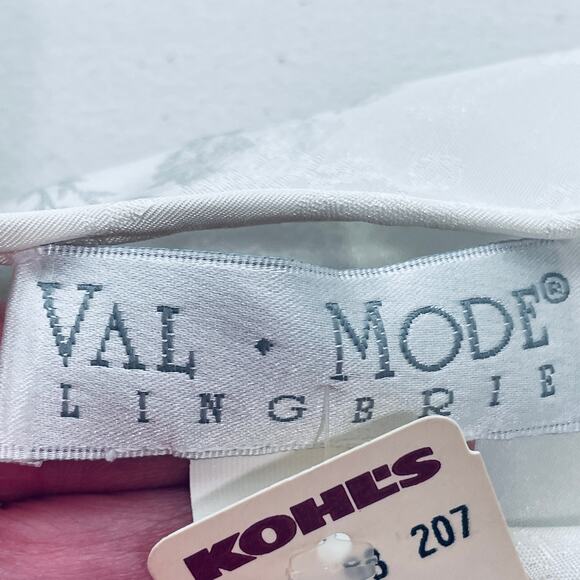 VAL · MODE®
LINGERIE
KOHL'S
207